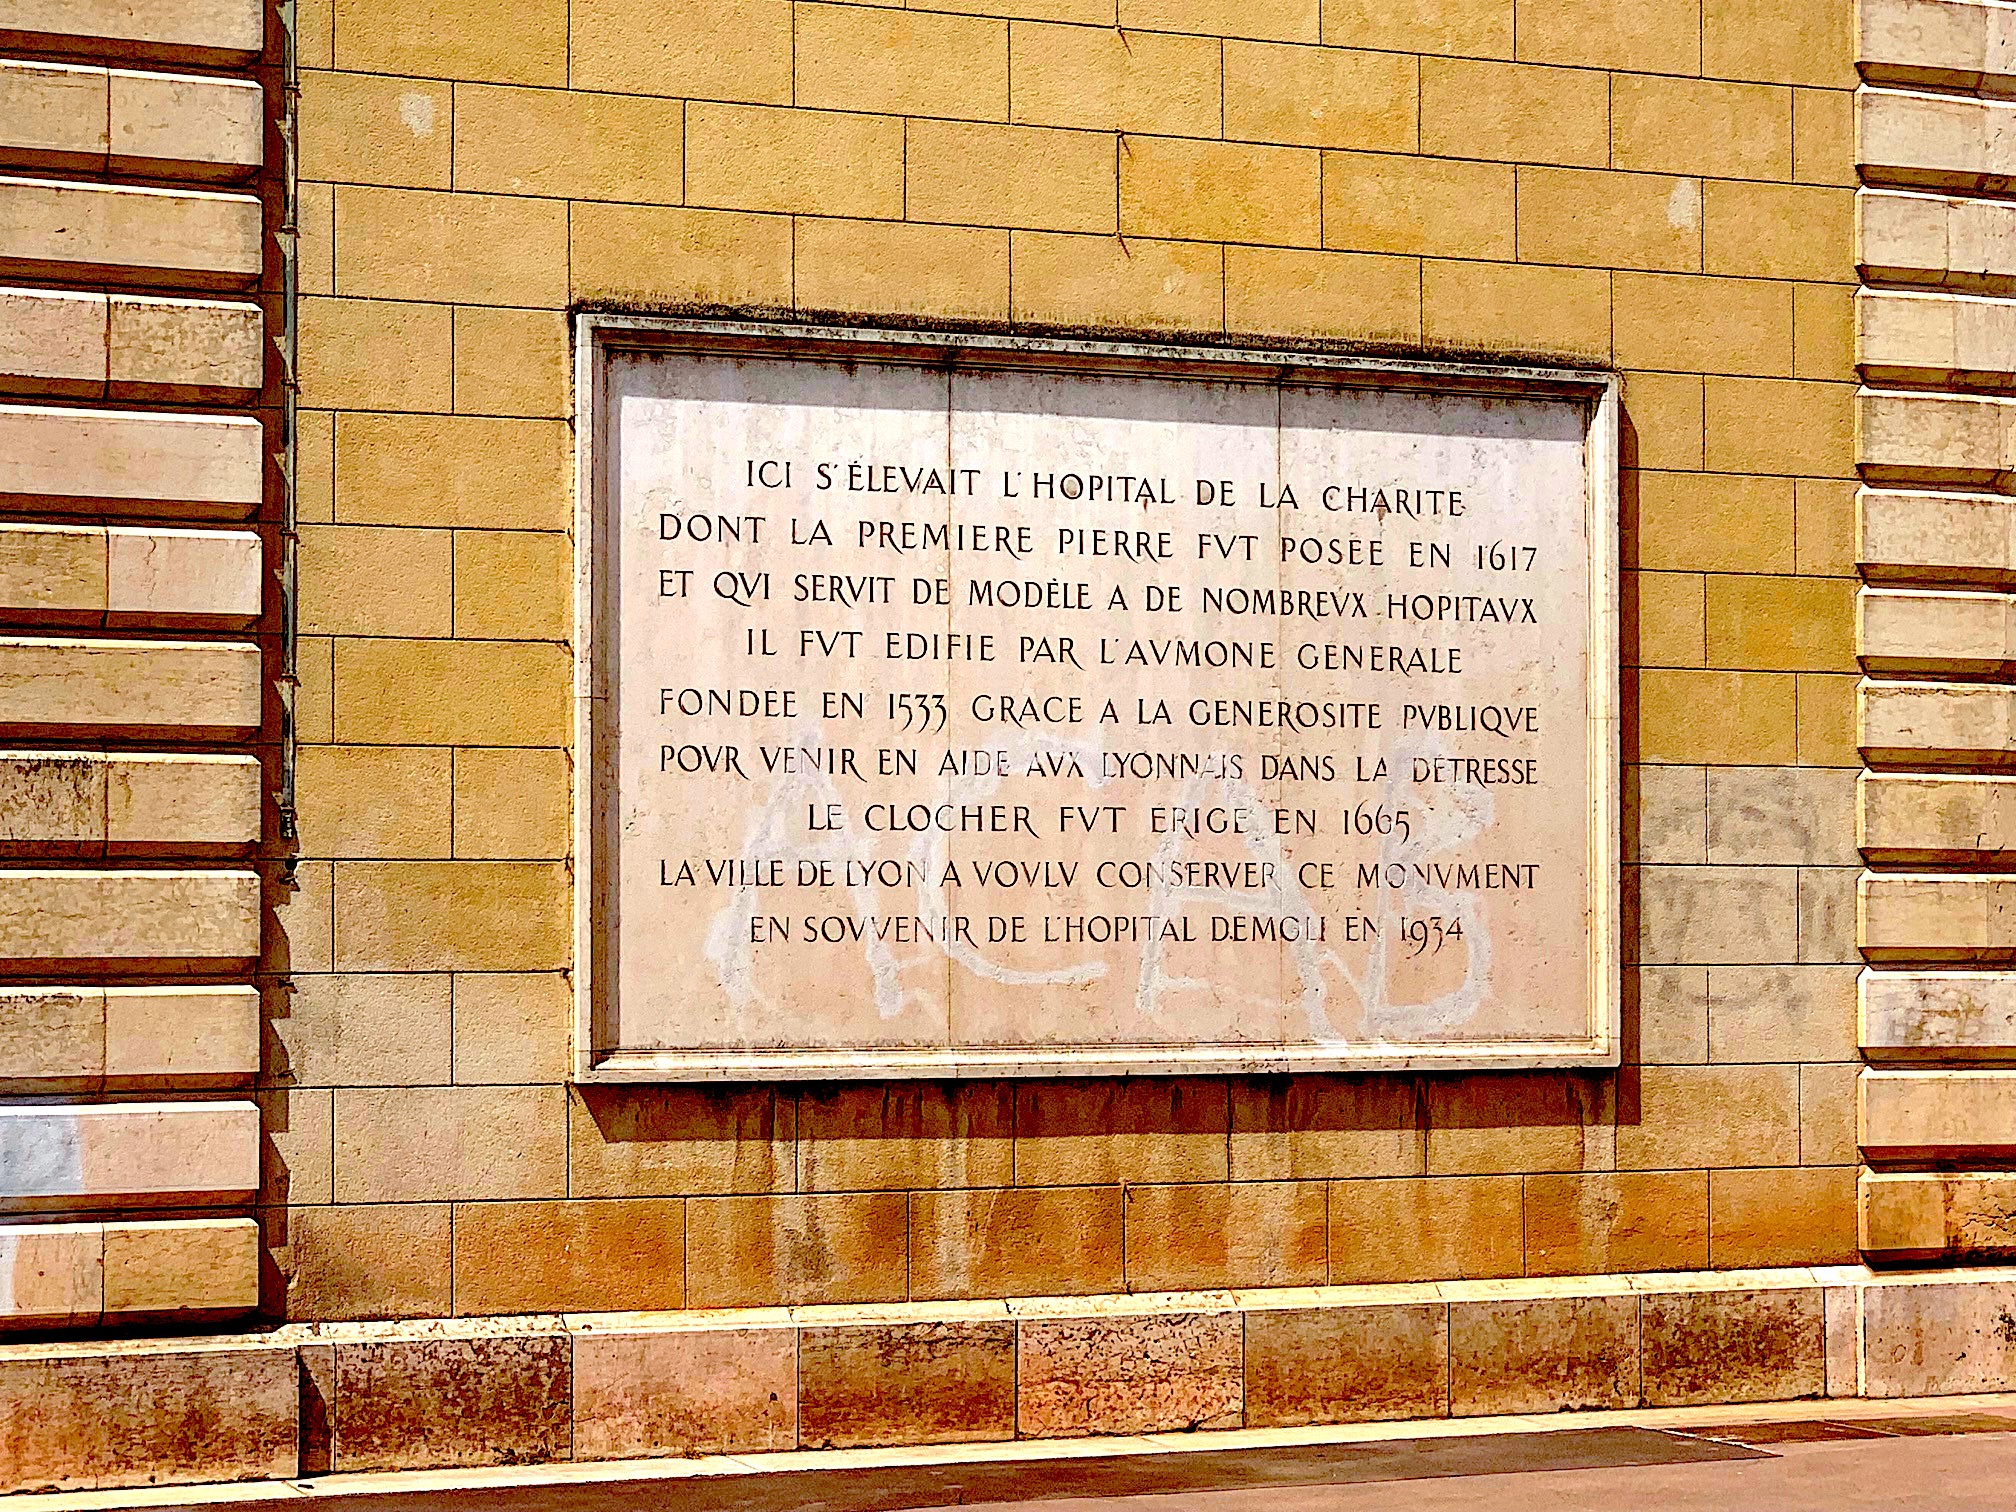 ICI S'ÉLEVAIT L'HOPITAL DE LA CHARITE
DONT LA PREMIERE PIERRE FVT POSÉE EN 1617
ET QVI SERVIT DE MODÈLE A DE NOMBREVX HOPITAVX
IL FVT EDIFIE PAR L'AVMONE GENERALE
FONDEE EN 1533 GRACE A LA GENEROSITE PVBLIQVE
POVR VENIR EN AIDE AVX LYONNAIS DANS LA DETRESSE
LE CLOCHER FVT ERIGE EN 1665
LA VILLE DE LYON A VOVLV CONSERVER CE MONVMENT
EN SOVVENIR DE L'HOPITAL DEMOLI EN 1934
ACAB